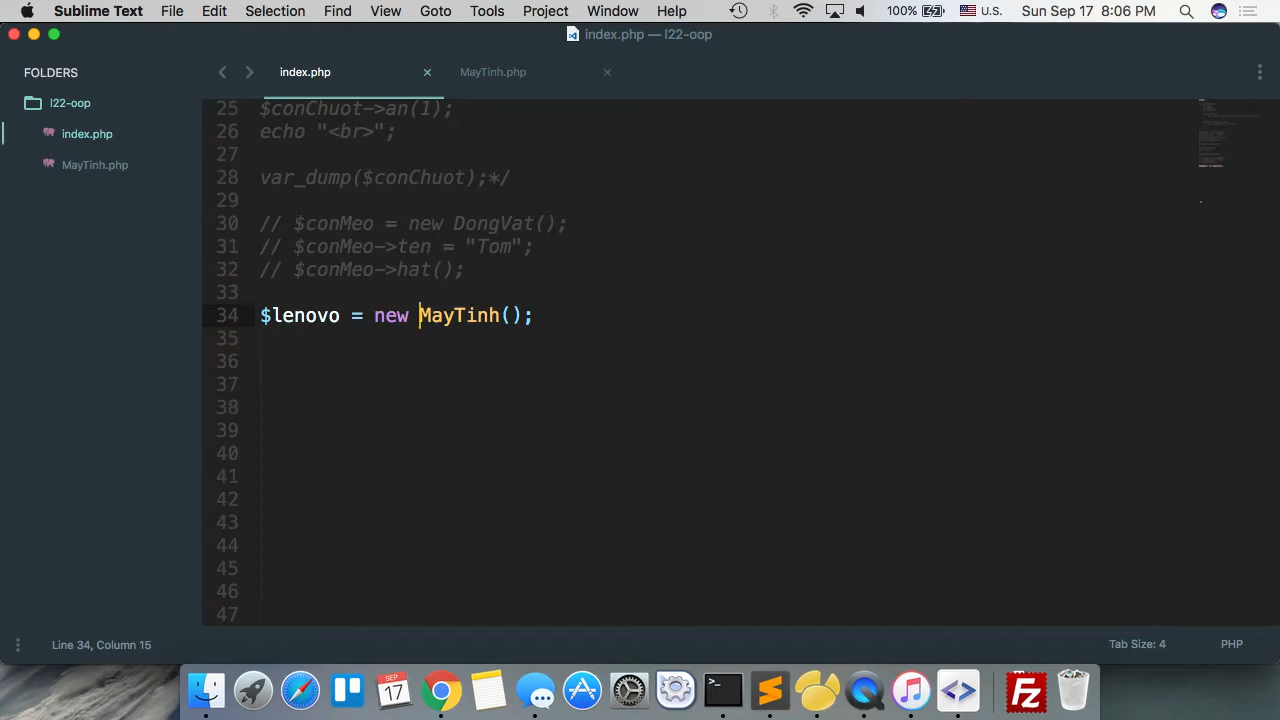 Sublime Text File Edit Selection Find View Goto Tools Project Window Help 100% U.S. Sun Sep 17 8:06 PM
index.php — l22-oop
FOLDERS
l22-oop
index.php
MayTinh.php
index.php × MayTinh.php ×
25 $conChuot->an(1);
26 echo "<br>";
27
28 var_dump($conChuot);*/
29
30 // $conMeo = new DongVat();
31 // $conMeo->ten = "Tom";
32 // $conMeo->hat();
33
34 $lenovo = new MayTinh();
35
36
37
38
39
40
41
42
43
44
45
46
47
Line 34, Column 15 Tab Size: 4 PHP
SEP
17
>_
Fz